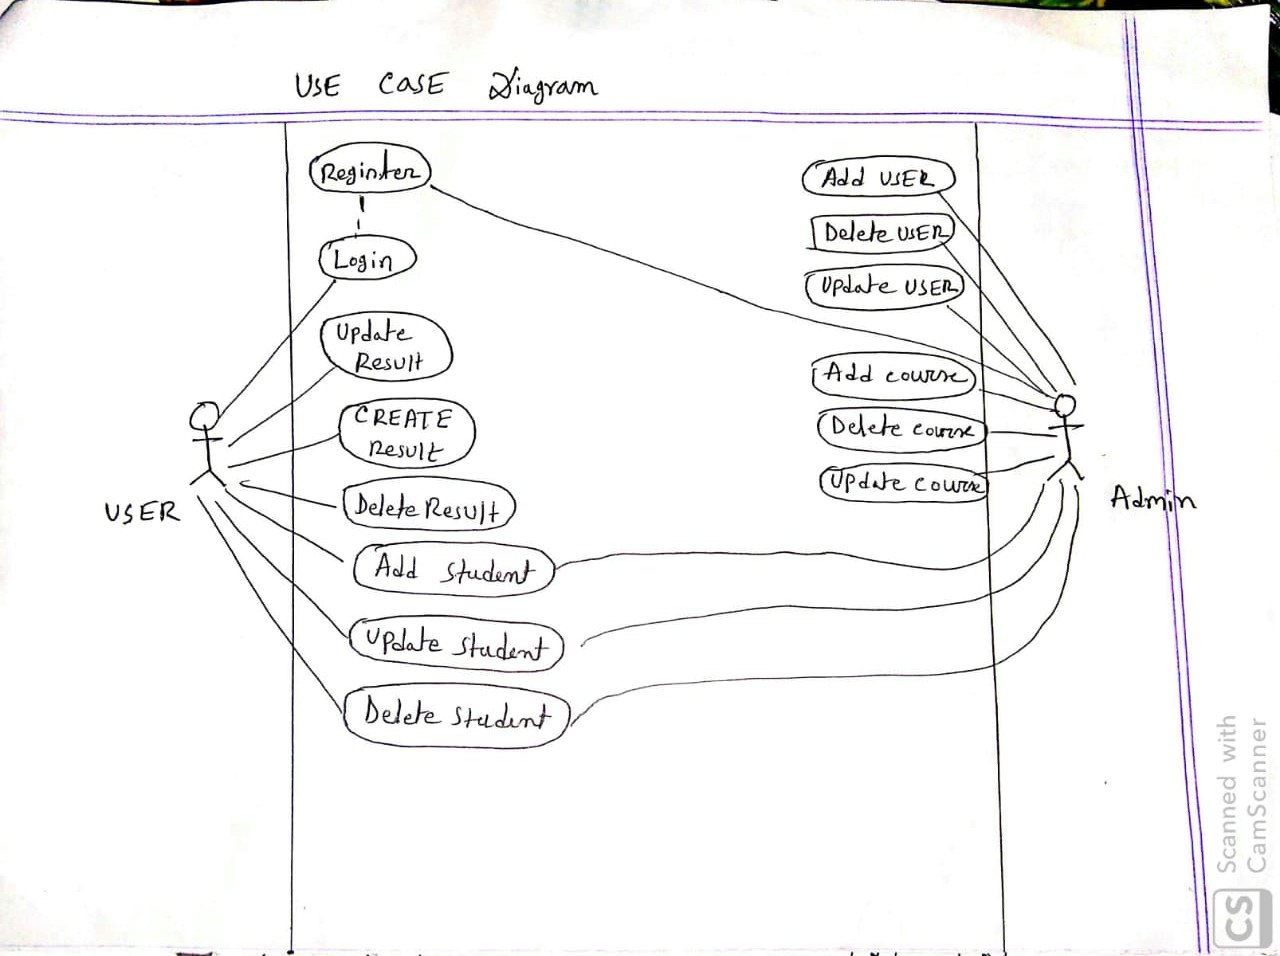 USE CASE Diagram
Register
Login
Update
Result
CREATE
Result
Delete Result
Add student
Update student
Delete student
USER
Add USER
Delete USER
Update USER
Add course
Delete course
Update course
Admin
Scanned with
CamScanner
CS